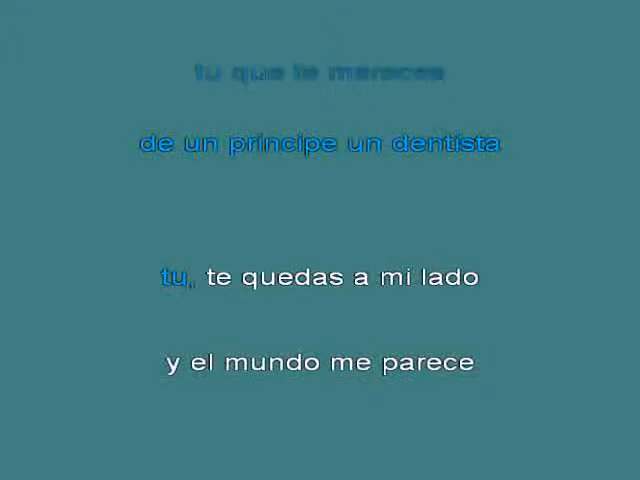 tu que te mereces
de un principe un dentista
tu, te quedas a mi lado
y el mundo me parece